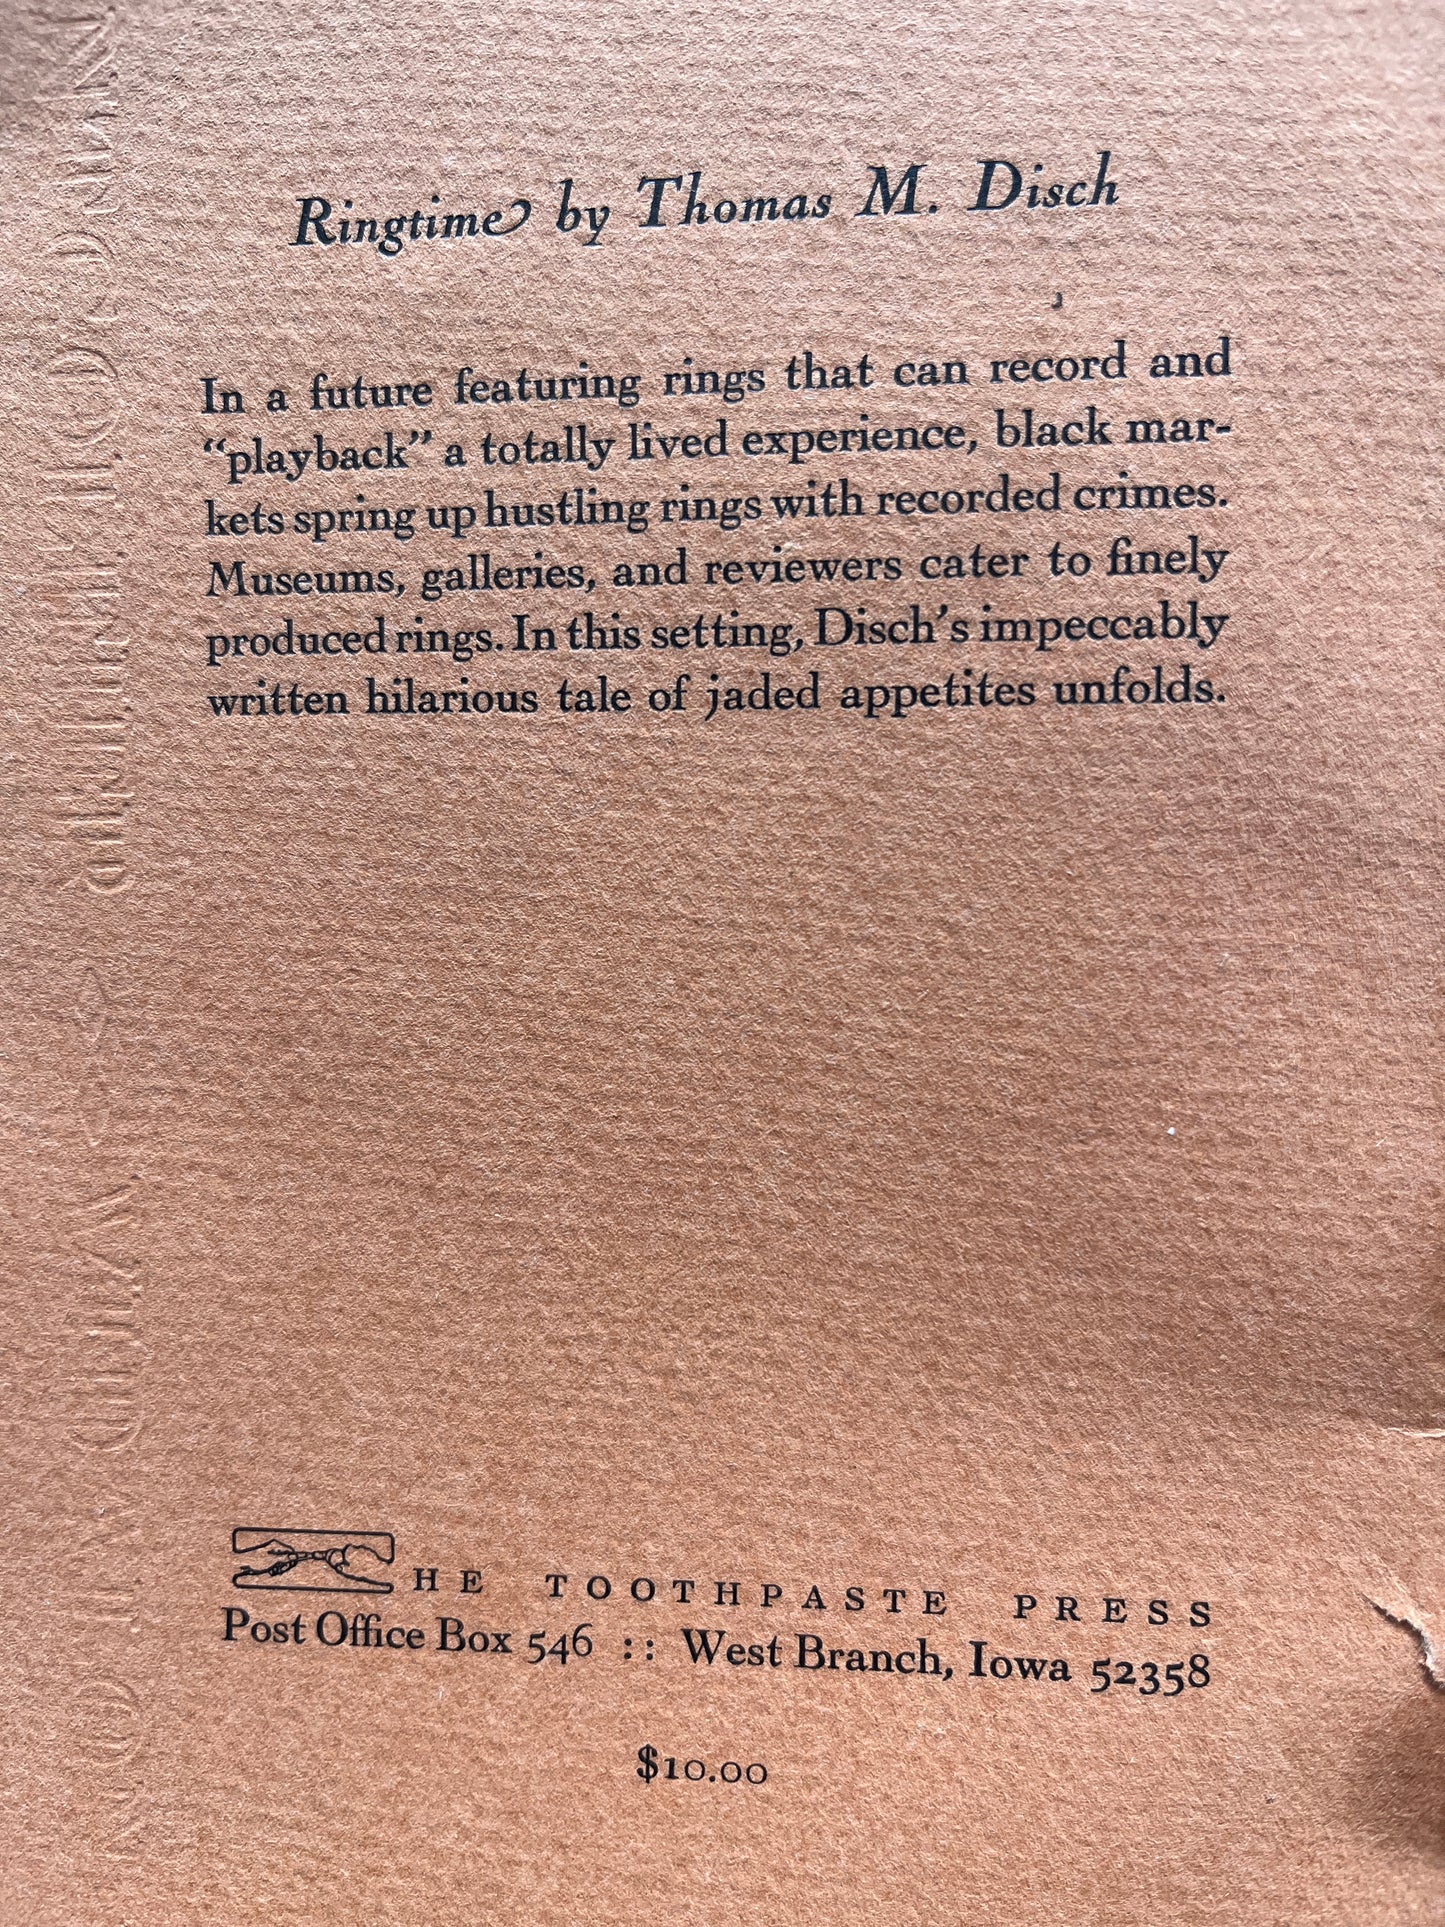 Ringtime by Thomas M. Disch
In a future featuring rings that can record and
“playback” a totally lived experience, black mar-
kets spring up hustling rings with recorded crimes.
Museums, galleries, and reviewers cater to finely
produced rings. In this setting, Disch’s impeccably
written hilarious tale of jaded appetites unfolds.
HE TOOTHPASTE PRESS
Post Office Box 546 :: West Branch, Iowa 52358
$10.00